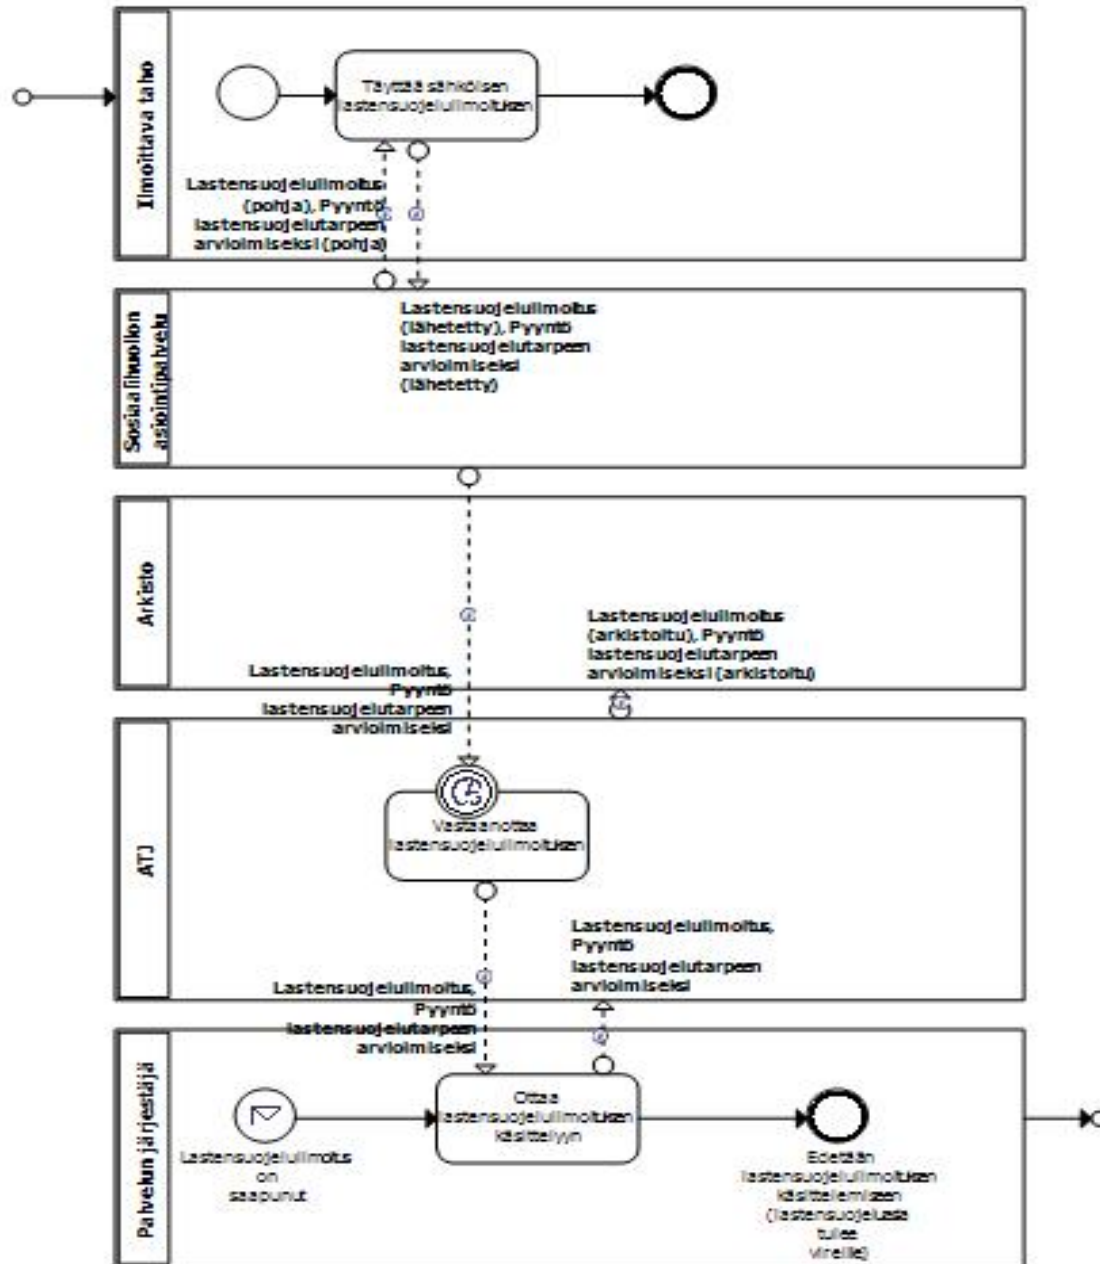 Ilmoittava taho
Täyttää sähköisen
lastensuojeluilmoituksen
Lastensuojeluilmoitus
(pohja), Pyyntö
lastensuojelutarpeen
arvioimiseksi (pohja)
Sosiaalihuollon
asiointipalvelu
Lastensuojeluilmoitus
(lähetetty), Pyyntö
lastensuojelutarpeen
arvioimiseksi
(lähetetty)
Arkisto
Lastensuojeluilmoitus
(arkistoitu), Pyyntö
lastensuojelutarpeen
arvioimiseksi (arkistoitu)
Lastensuojeluilmoitus,
Pyyntö
lastensuojelutarpeen
arvioimiseksi
ATJ
Vastaanottaa
lastensuojeluilmoituksen
Lastensuojeluilmoitus,
Pyyntö
lastensuojelutarpeen
arvioimiseksi
Lastensuojeluilmoitus,
Pyyntö
lastensuojelutarpeen
arvioimiseksi
Palvelun järjestäjä
Lastensuojeluilmoitus
on
saapunut
Ottaa
lastensuojeluilmoituksen
käsittelyyn
Edetään
lastensuojeluilmoituksen
käsittelemiseen
(lastensuojeluasia
tulee
vireille)